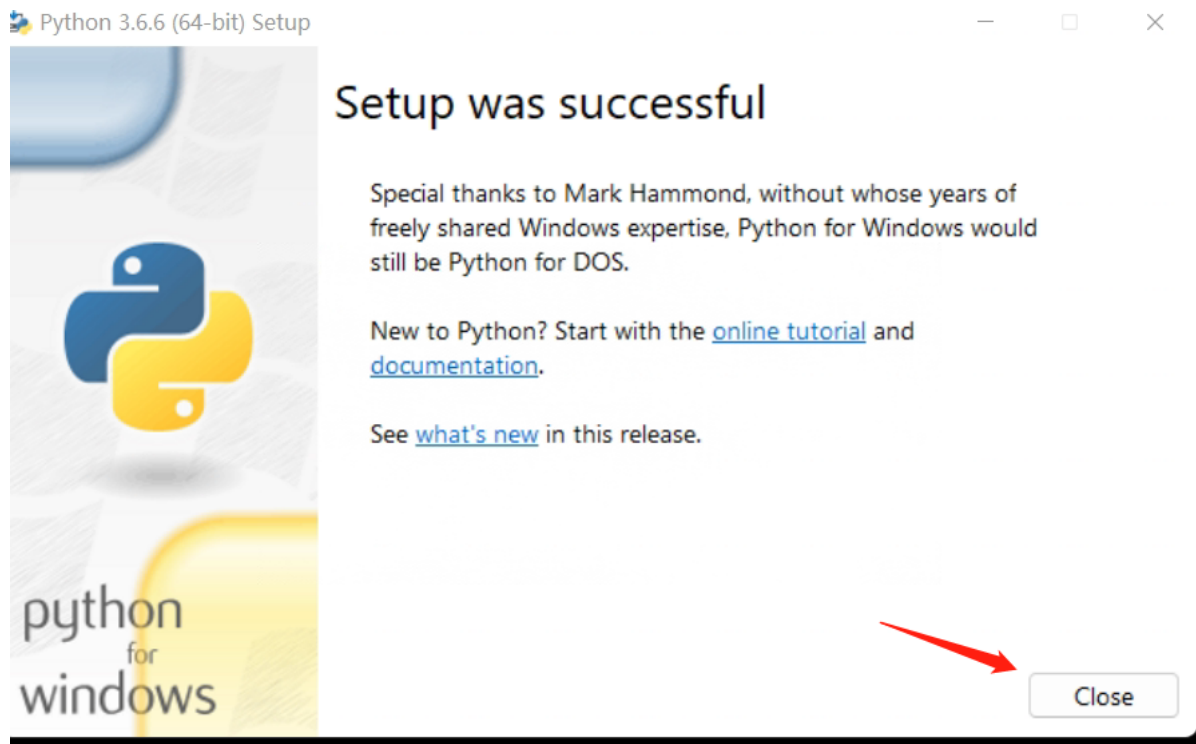 Python 3.6.6 (64-bit) Setup
Setup was successful
Special thanks to Mark Hammond, without whose years of
freely shared Windows expertise, Python for Windows would
still be Python for DOS.
New to Python? Start with the online tutorial and
documentation.
See what's new in this release.
python
for
windows
Close